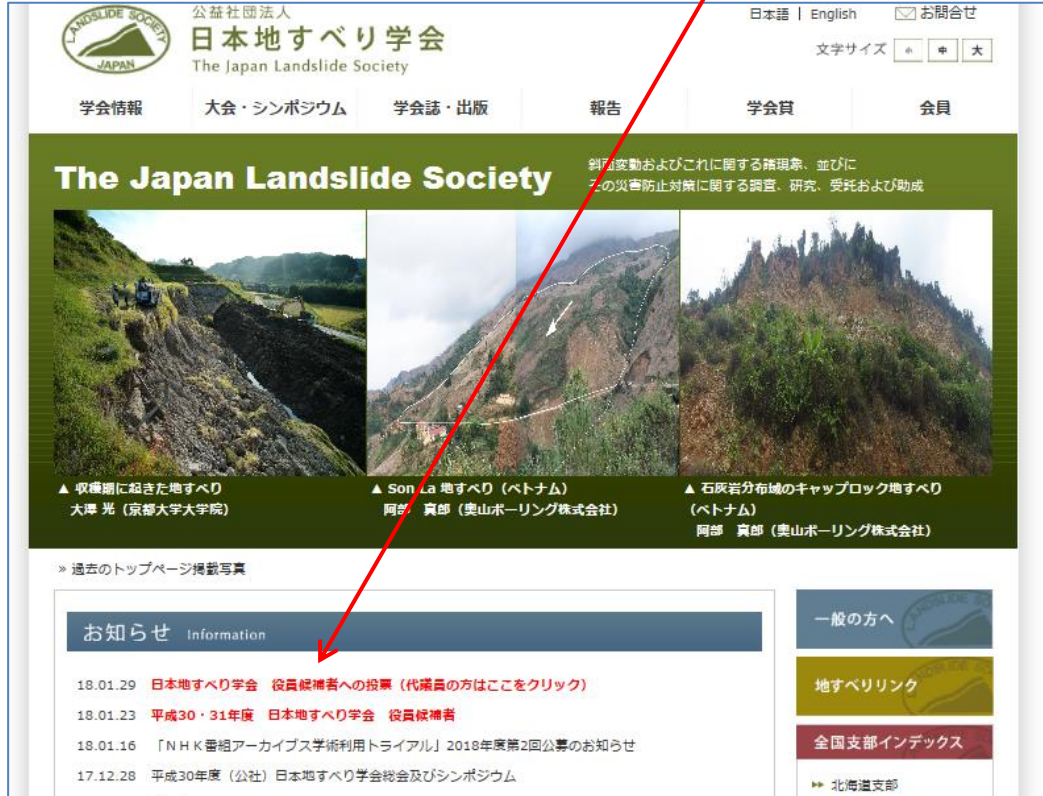 LANDSLIDE SOCIETY
JAPAN
公益社団法人
日本地すべり学会
The Japan Landslide Society
日本語 | English お問合せ
文字サイズ 小 中 大
学会情報 大会・シンポジウム 学会誌・出版 報告 学会賞 会員
The Japan Landslide Society
斜面変動およびこれに関する諸現象、並びに
その災害防止対策に関する調査、研究、受託および助成
▲ 収穫期に起きた地すべり
大澤 光（京都大学大学院）
▲ Son La 地すべり（ベトナム）
阿部 真郎（奥山ボーリング株式会社）
▲ 石灰岩分布域のキャップロック地すべり
（ベトナム）
阿部 真郎（奥山ボーリング株式会社）
» 過去のトップページ掲載写真
お知らせ Information
18.01.29 日本地すべり学会 役員候補者への投票（代議員の方はここをクリック）
18.01.23 平成30・31年度 日本地すべり学会 役員候補者
18.01.16 「ＮＨＫ番組アーカイブス学術利用トライアル」2018年度第2回公募のお知らせ
17.12.28 平成30年度（公社）日本地すべり学会総会及びシンポジウム
一般の方へ
地すべりリンク
全国支部インデックス
北海道支部